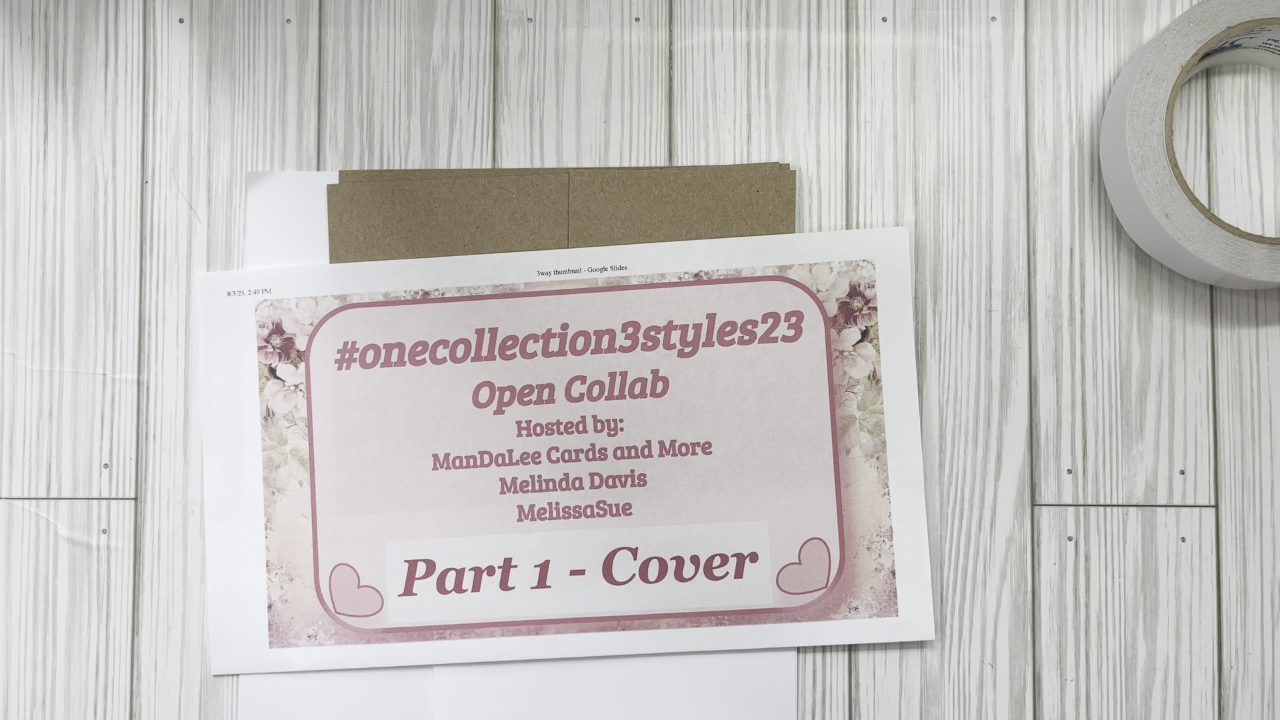 3way thumbnail - Google Slides
8/3/23, 2:49 PM
#onecollection3styles23
Open Collab
Hosted by:
ManDaLee Cards and More
Melinda Davis
MelissaSue
Part 1 - Cover